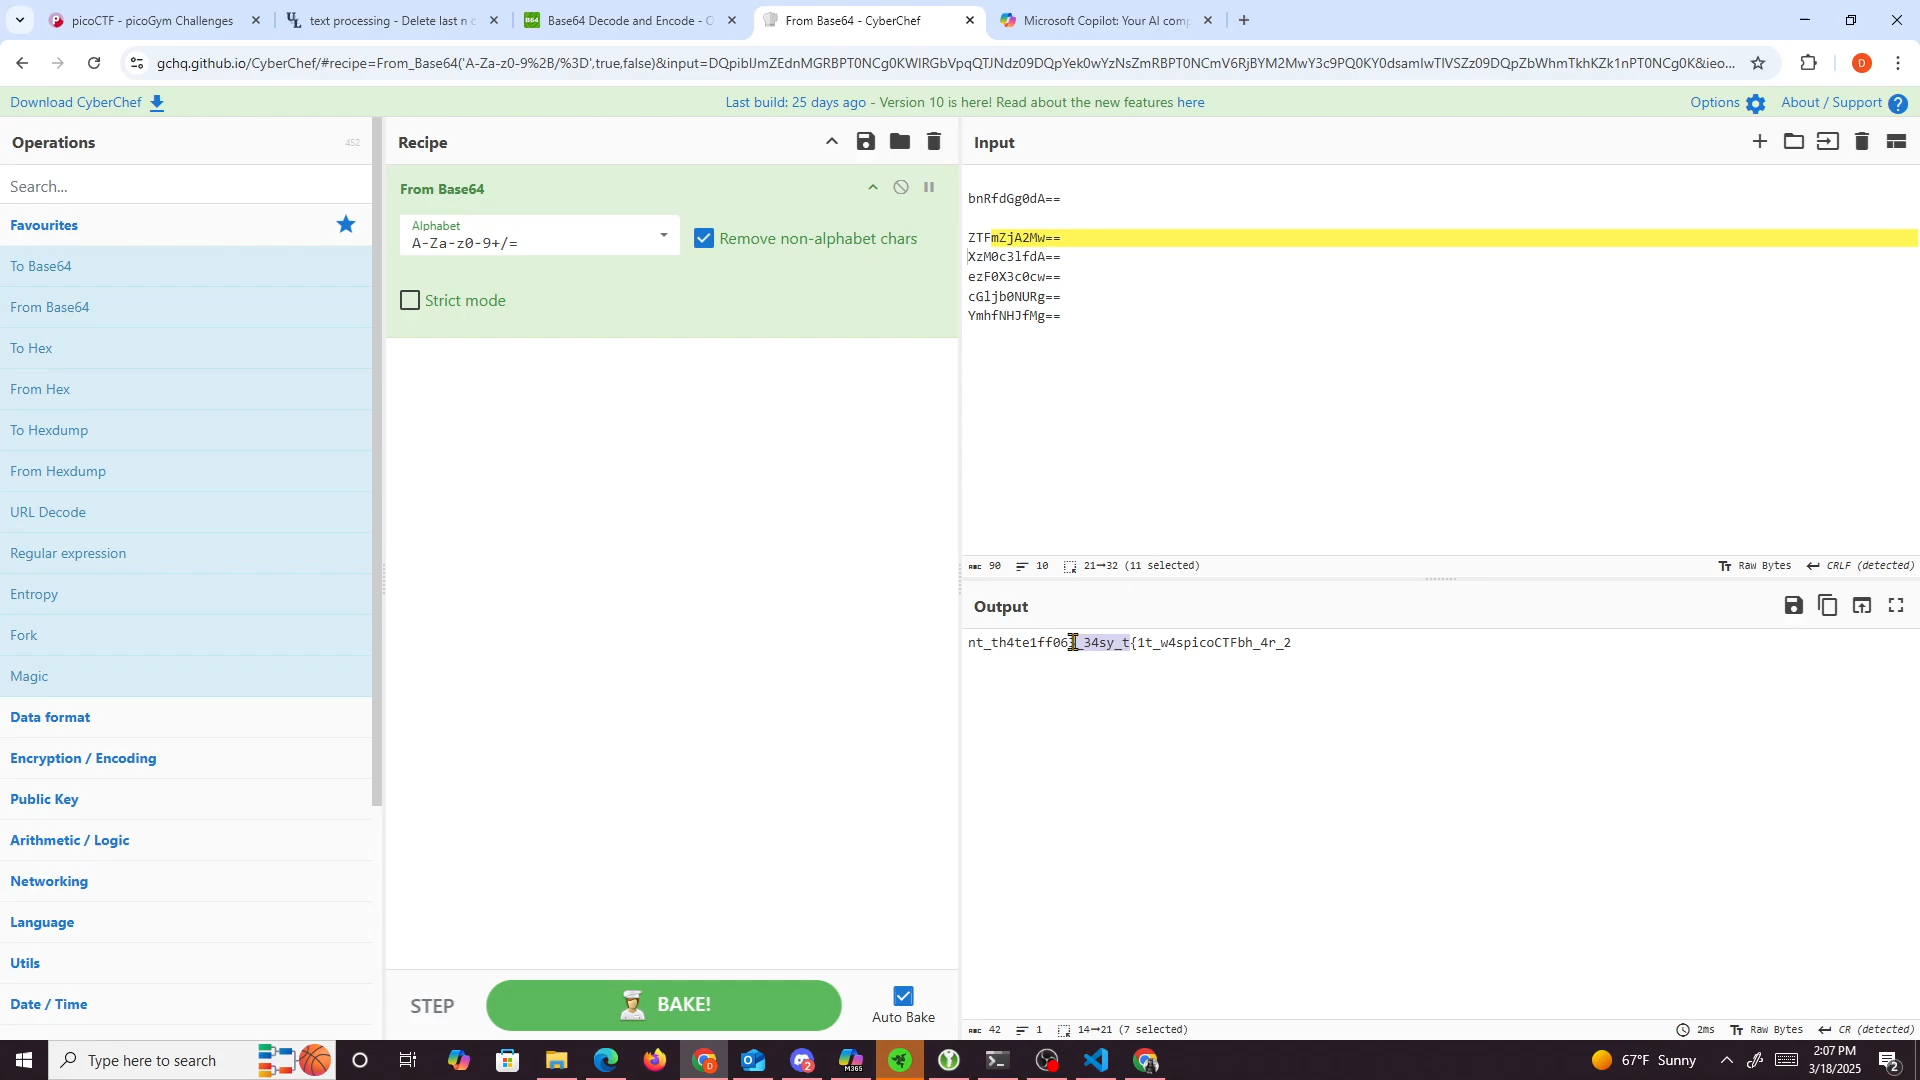 picoCTF - picoGym Challenges
text processing - Delete last n c
Base64 Decode and Encode - O
From Base64 - CyberChef
Microsoft Copilot: Your AI comp
gchq.github.io/CyberChef/#recipe=From_Base64('A-Za-z0-9%2B/%3D',true,false)&input=DQpiblJmZEdnMGRBPT0NCg0KWlRGbVpqQTJNdz09DQpYek0wYzNsZmRBPT0NCmV6RjBYM2MwY3c9PQ0KY0dsamIwTlVSZz09DQpZbWhmTkhKZk1nPT0NCg0K&ieo...
D
Download CyberChef
Last build: 25 days ago - Version 10 is here! Read about the new features here
Options
About / Support
Operations
452
Search...
Favourites
To Base64
From Base64
To Hex
From Hex
To Hexdump
From Hexdump
URL Decode
Regular expression
Entropy
Fork
Magic
Data format
Encryption / Encoding
Public Key
Arithmetic / Logic
Networking
Language
Utils
Date / Time
Recipe
From Base64
Alphabet
A-Za-z0-9+/=
Remove non-alphabet chars
Strict mode
STEP
BAKE!
Auto Bake
Input
bnRfdGg0dA==
ZTFmZjA2Mw==
XzM0c3lfdA==
ezF0X3c0cw==
cGljb0NURg==
YmhfNHJfMg==
90
10
21→32 (11 selected)
Raw Bytes
CRLF (detected)
Output
nt_th4te1ff063_34sy_t{1t_w4spicoCTFbh_4r_2
42
1
14→21 (7 selected)
2ms
Raw Bytes
CR (detected)
Type here to search
67°F Sunny
2:07 PM
3/18/2025
2